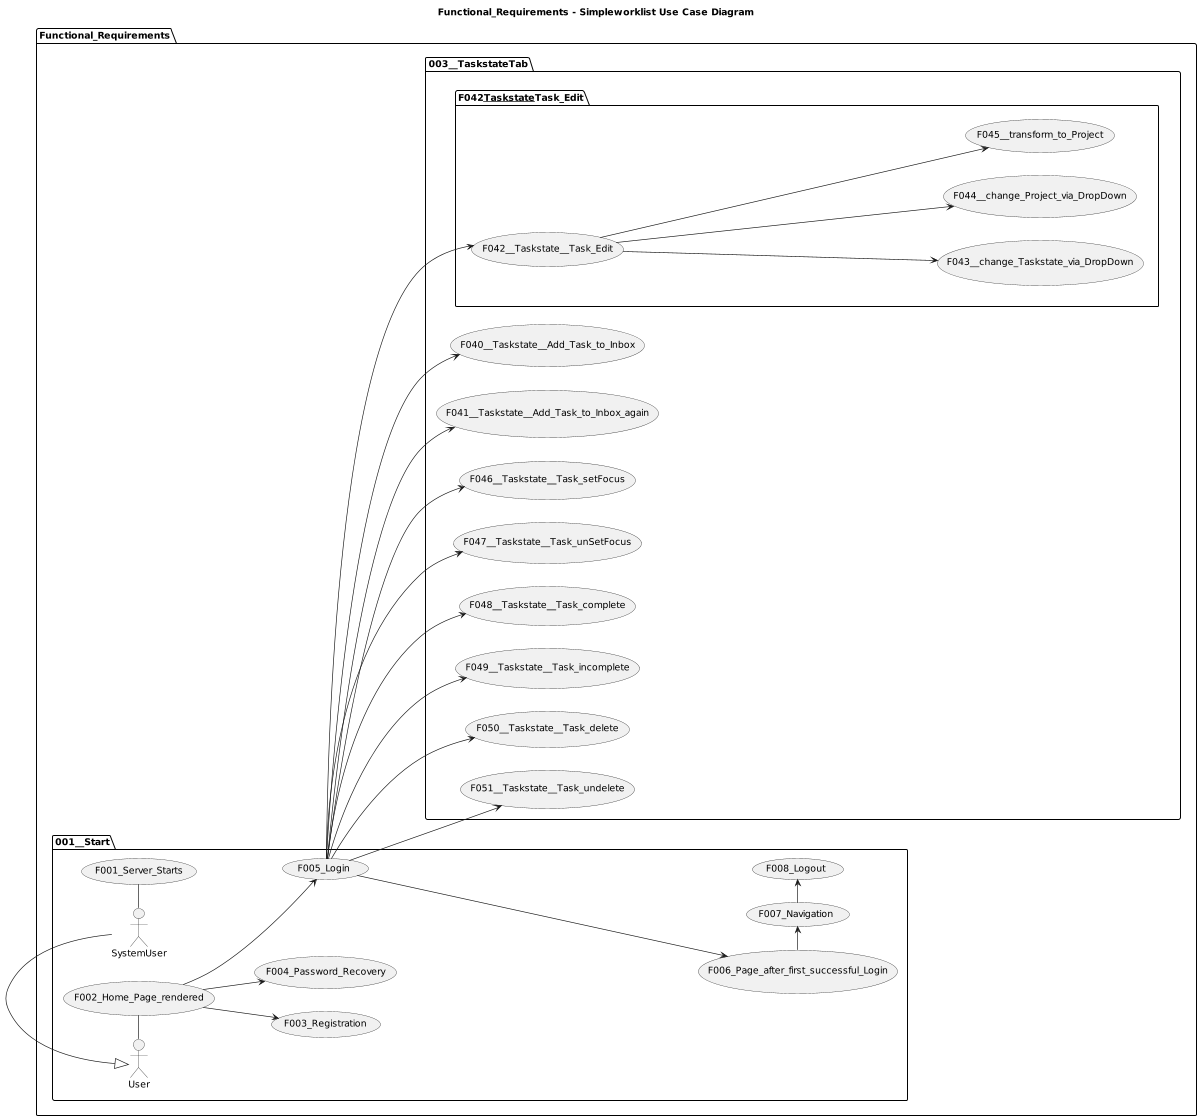 Functional_Requirements - Simpleworklist Use Case Diagram
Functional_Requirements
003__TaskstateTab
F042TaskstateTask_Edit
F045__transform_to_Project
F044__change_Project_via_DropDown
F042__Taskstate__Task_Edit
F043__change_Taskstate_via_DropDown
F040__Taskstate__Add_Task_to_Inbox
F041__Taskstate__Add_Task_to_Inbox_again
F046__Taskstate__Task_setFocus
F047__Taskstate__Task_unSetFocus
F048__Taskstate__Task_complete
F049__Taskstate__Task_incomplete
F050__Taskstate__Task_delete
F051__Taskstate__Task_undelete
001__Start
F001_Server_Starts
F005_Login
F008_Logout
F007_Navigation
SystemUser
F004_Password_Recovery
F006_Page_after_first_successful_Login
F002_Home_Page_rendered
F003_Registration
User